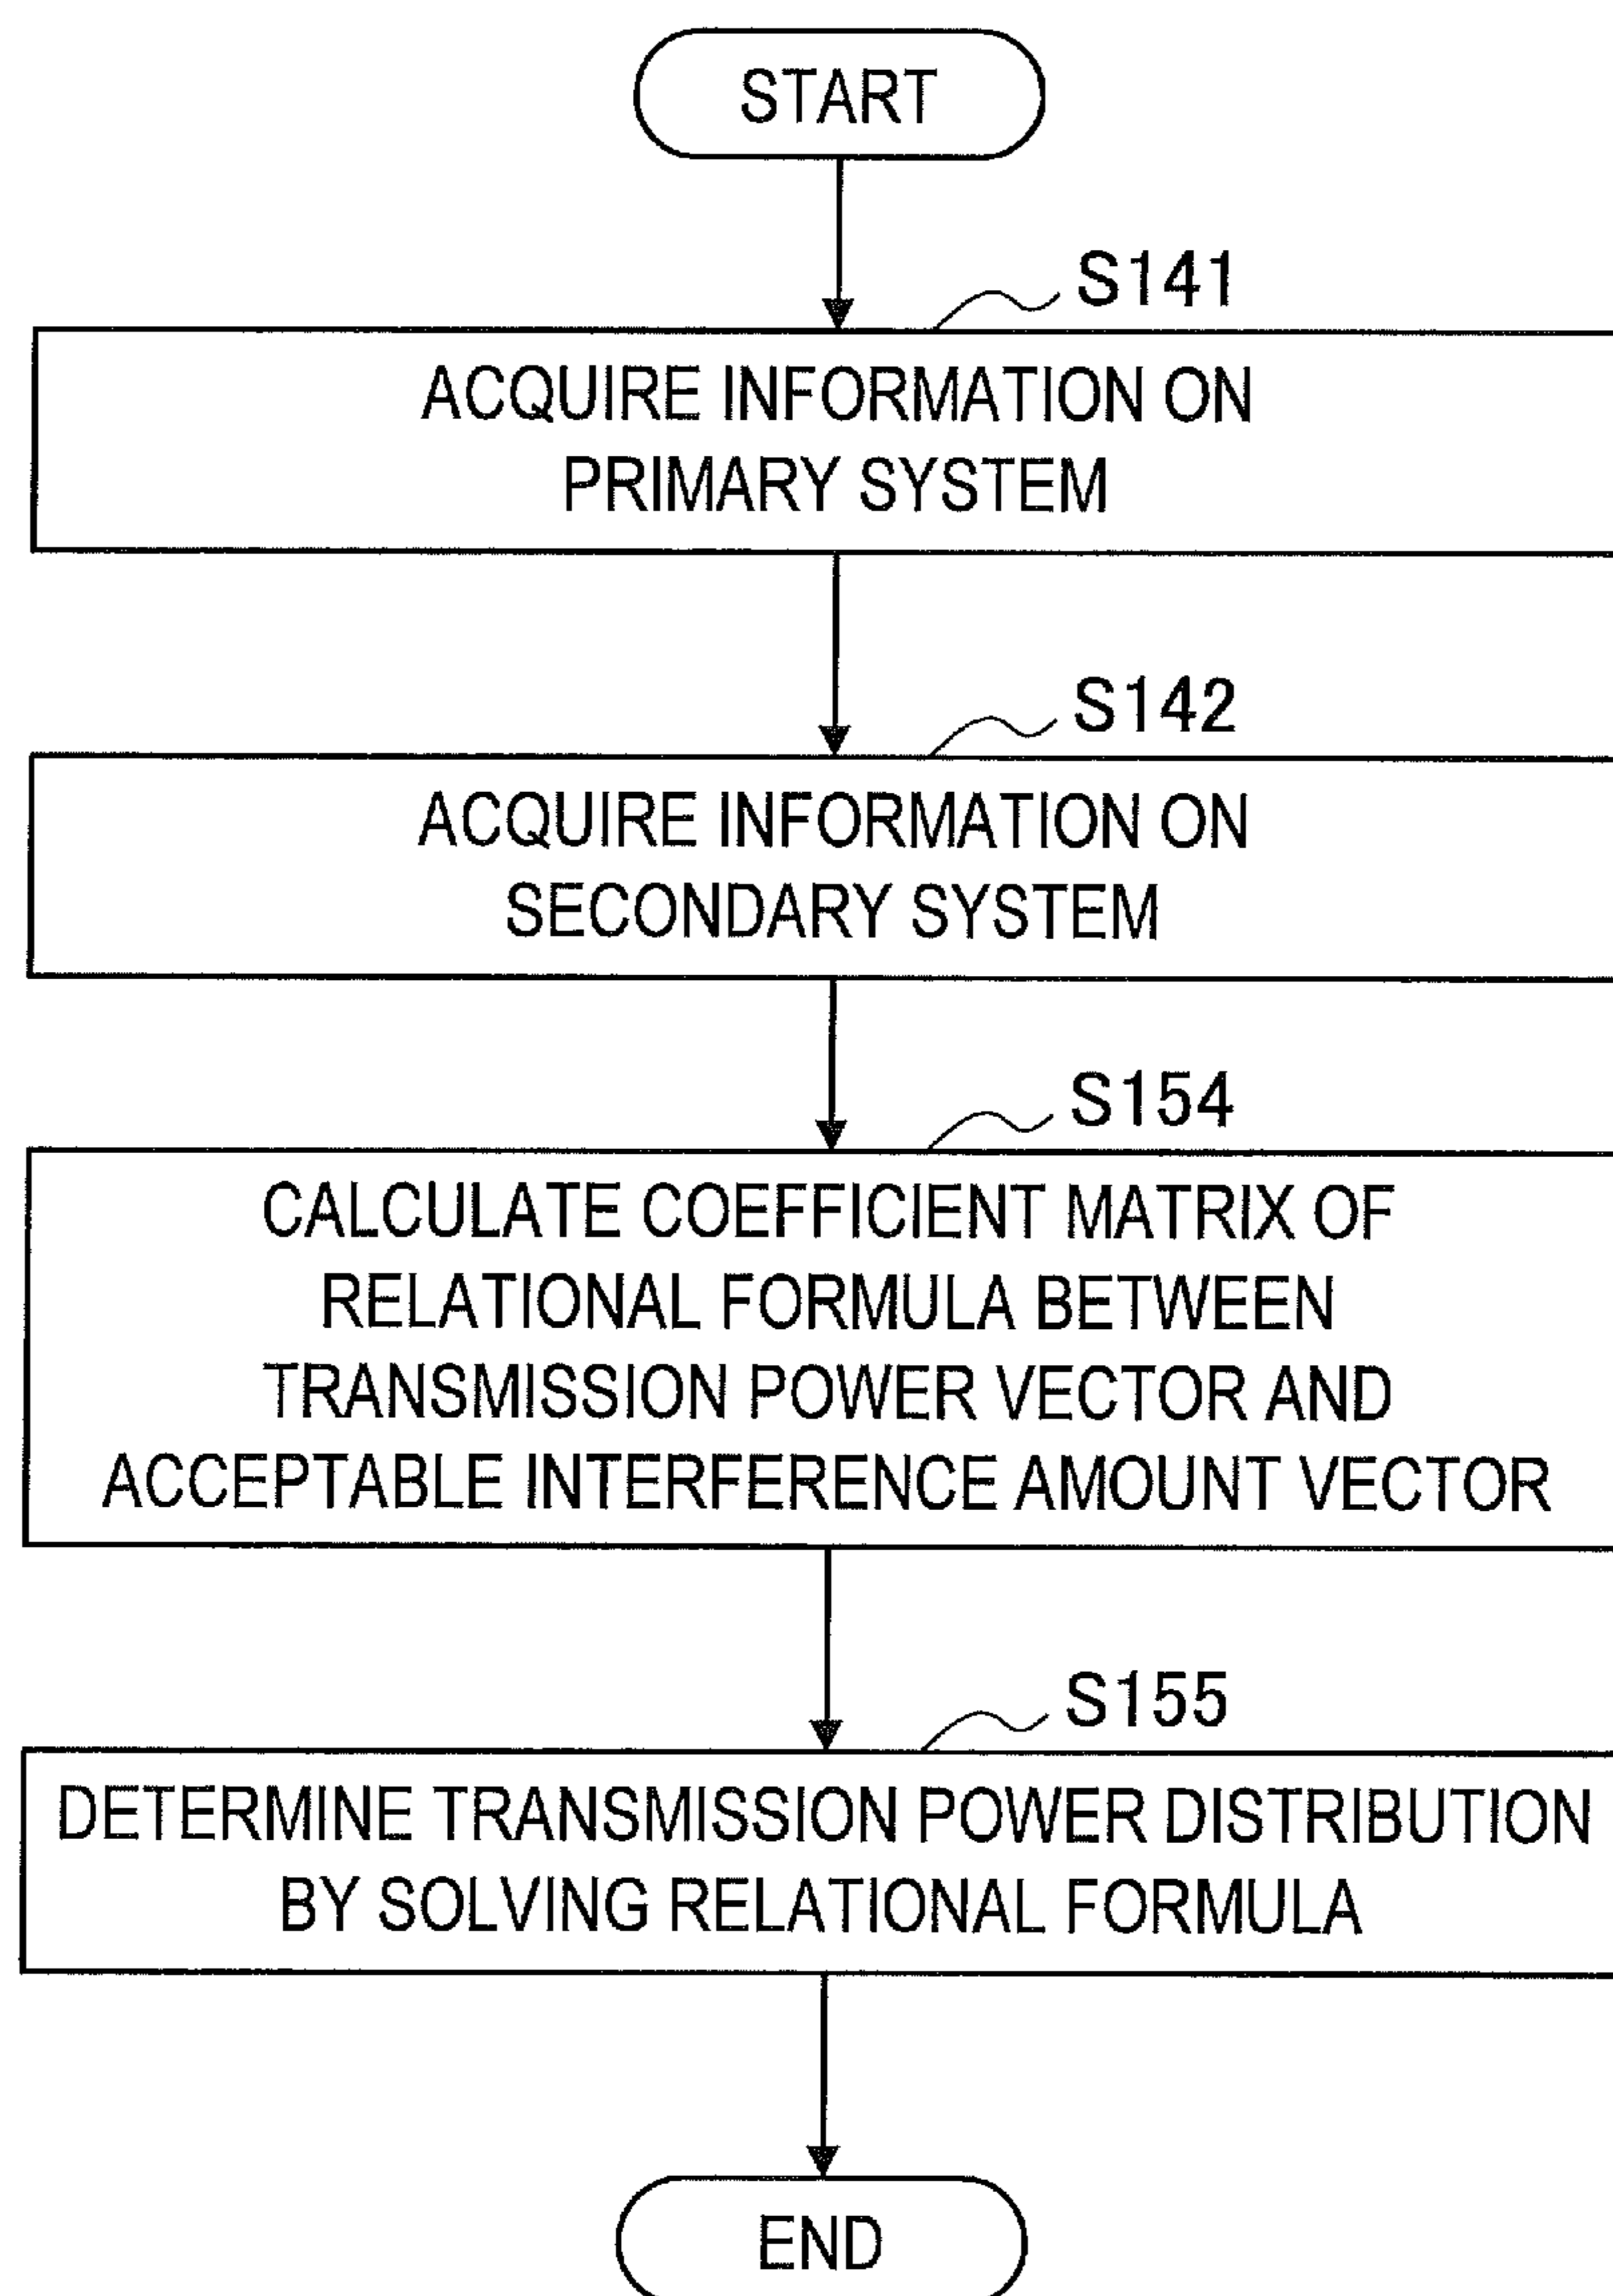 START
S141
ACQUIRE INFORMATION ON
PRIMARY SYSTEM
S142
ACQUIRE INFORMATION ON
SECONDARY SYSTEM
S154
CALCULATE COEFFICIENT MATRIX OF
RELATIONAL FORMULA BETWEEN
TRANSMISSION POWER VECTOR AND
ACCEPTABLE INTERFERENCE AMOUNT VECTOR
S155
DETERMINE TRANSMISSION POWER DISTRIBUTION
BY SOLVING RELATIONAL FORMULA
END